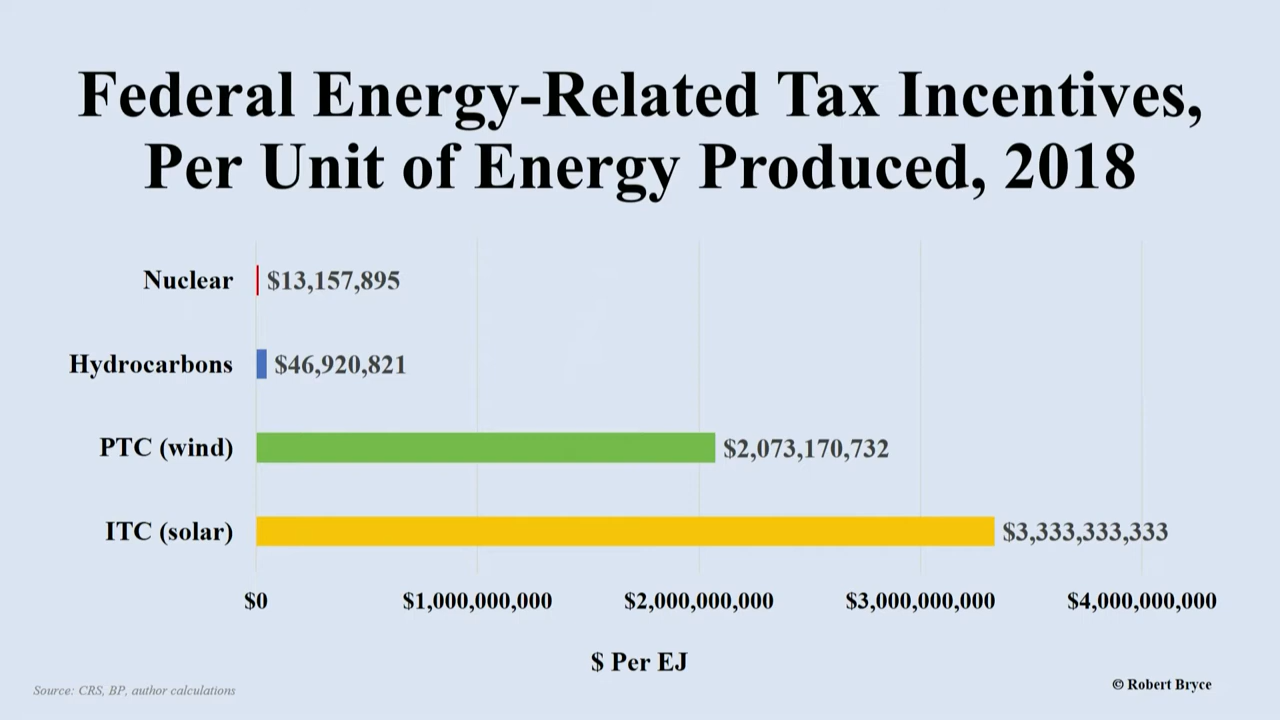 Federal Energy-Related Tax Incentives,
Per Unit of Energy Produced, 2018
Nuclear $13,157,895
Hydrocarbons $46,920,821
PTC (wind) $2,073,170,732
ITC (solar) $3,333,333,333
$0 $1,000,000,000 $2,000,000,000 $3,000,000,000 $4,000,000,000
$ Per EJ
Source: CRS, BP, author calculations
© Robert Bryce